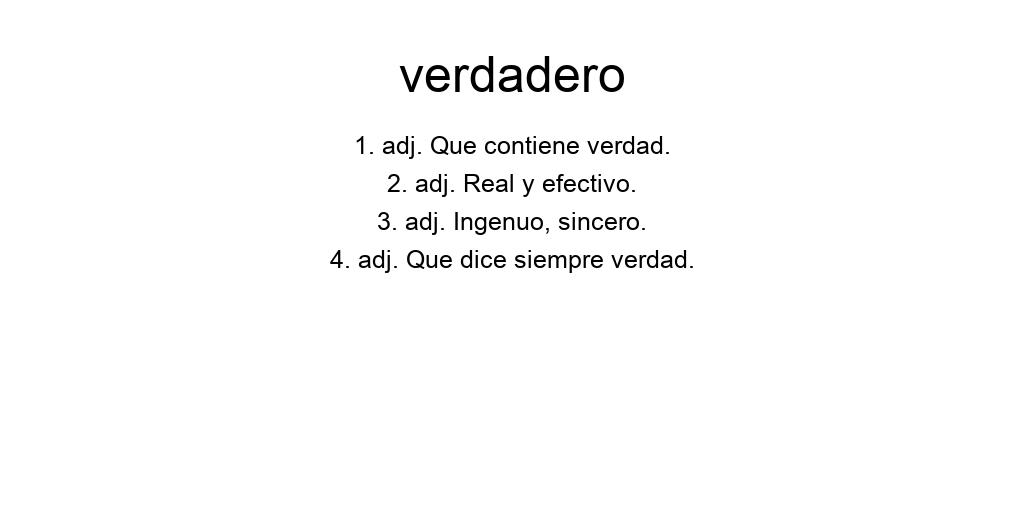 verdadero
1. adj. Que contiene verdad.
2. adj. Real y efectivo.
3. adj. Ingenuo, sincero.
4. adj. Que dice siempre verdad.